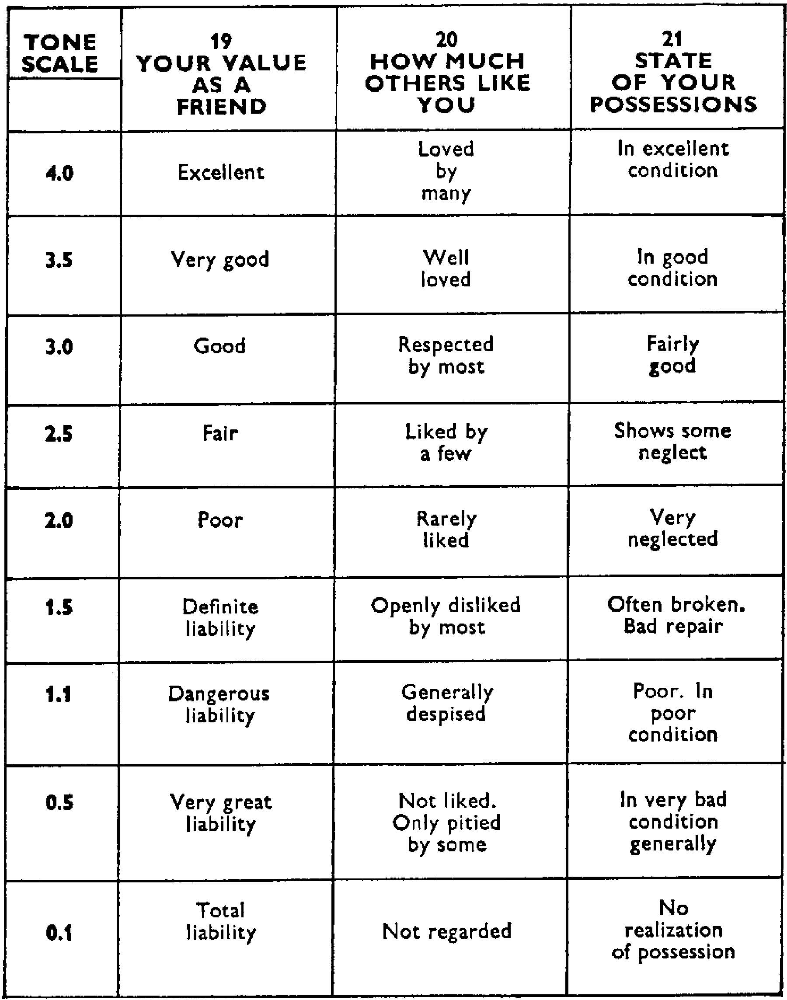 TONE
SCALE
19
YOUR VALUE
AS A
FRIEND
20
HOW MUCH
OTHERS LIKE
YOU
21
STATE
OF YOUR
POSSESSIONS
4.0
Excellent
Loved
by
many
In excellent
condition
3.5
Very good
Well
loved
In good
condition
3.0
Good
Respected
by most
Fairly
good
2.5
Fair
Liked by
a few
Shows some
neglect
2.0
Poor
Rarely
liked
Very
neglected
1.5
Definite
liability
Openly disliked
by most
Often broken.
Bad repair
1.1
Dangerous
liability
Generally
despised
Poor. In
poor
condition
0.5
Very great
liability
Not liked.
Only pitied
by some
In very bad
condition
generally
0.1
Total
liability
Not regarded
No
realization
of possession